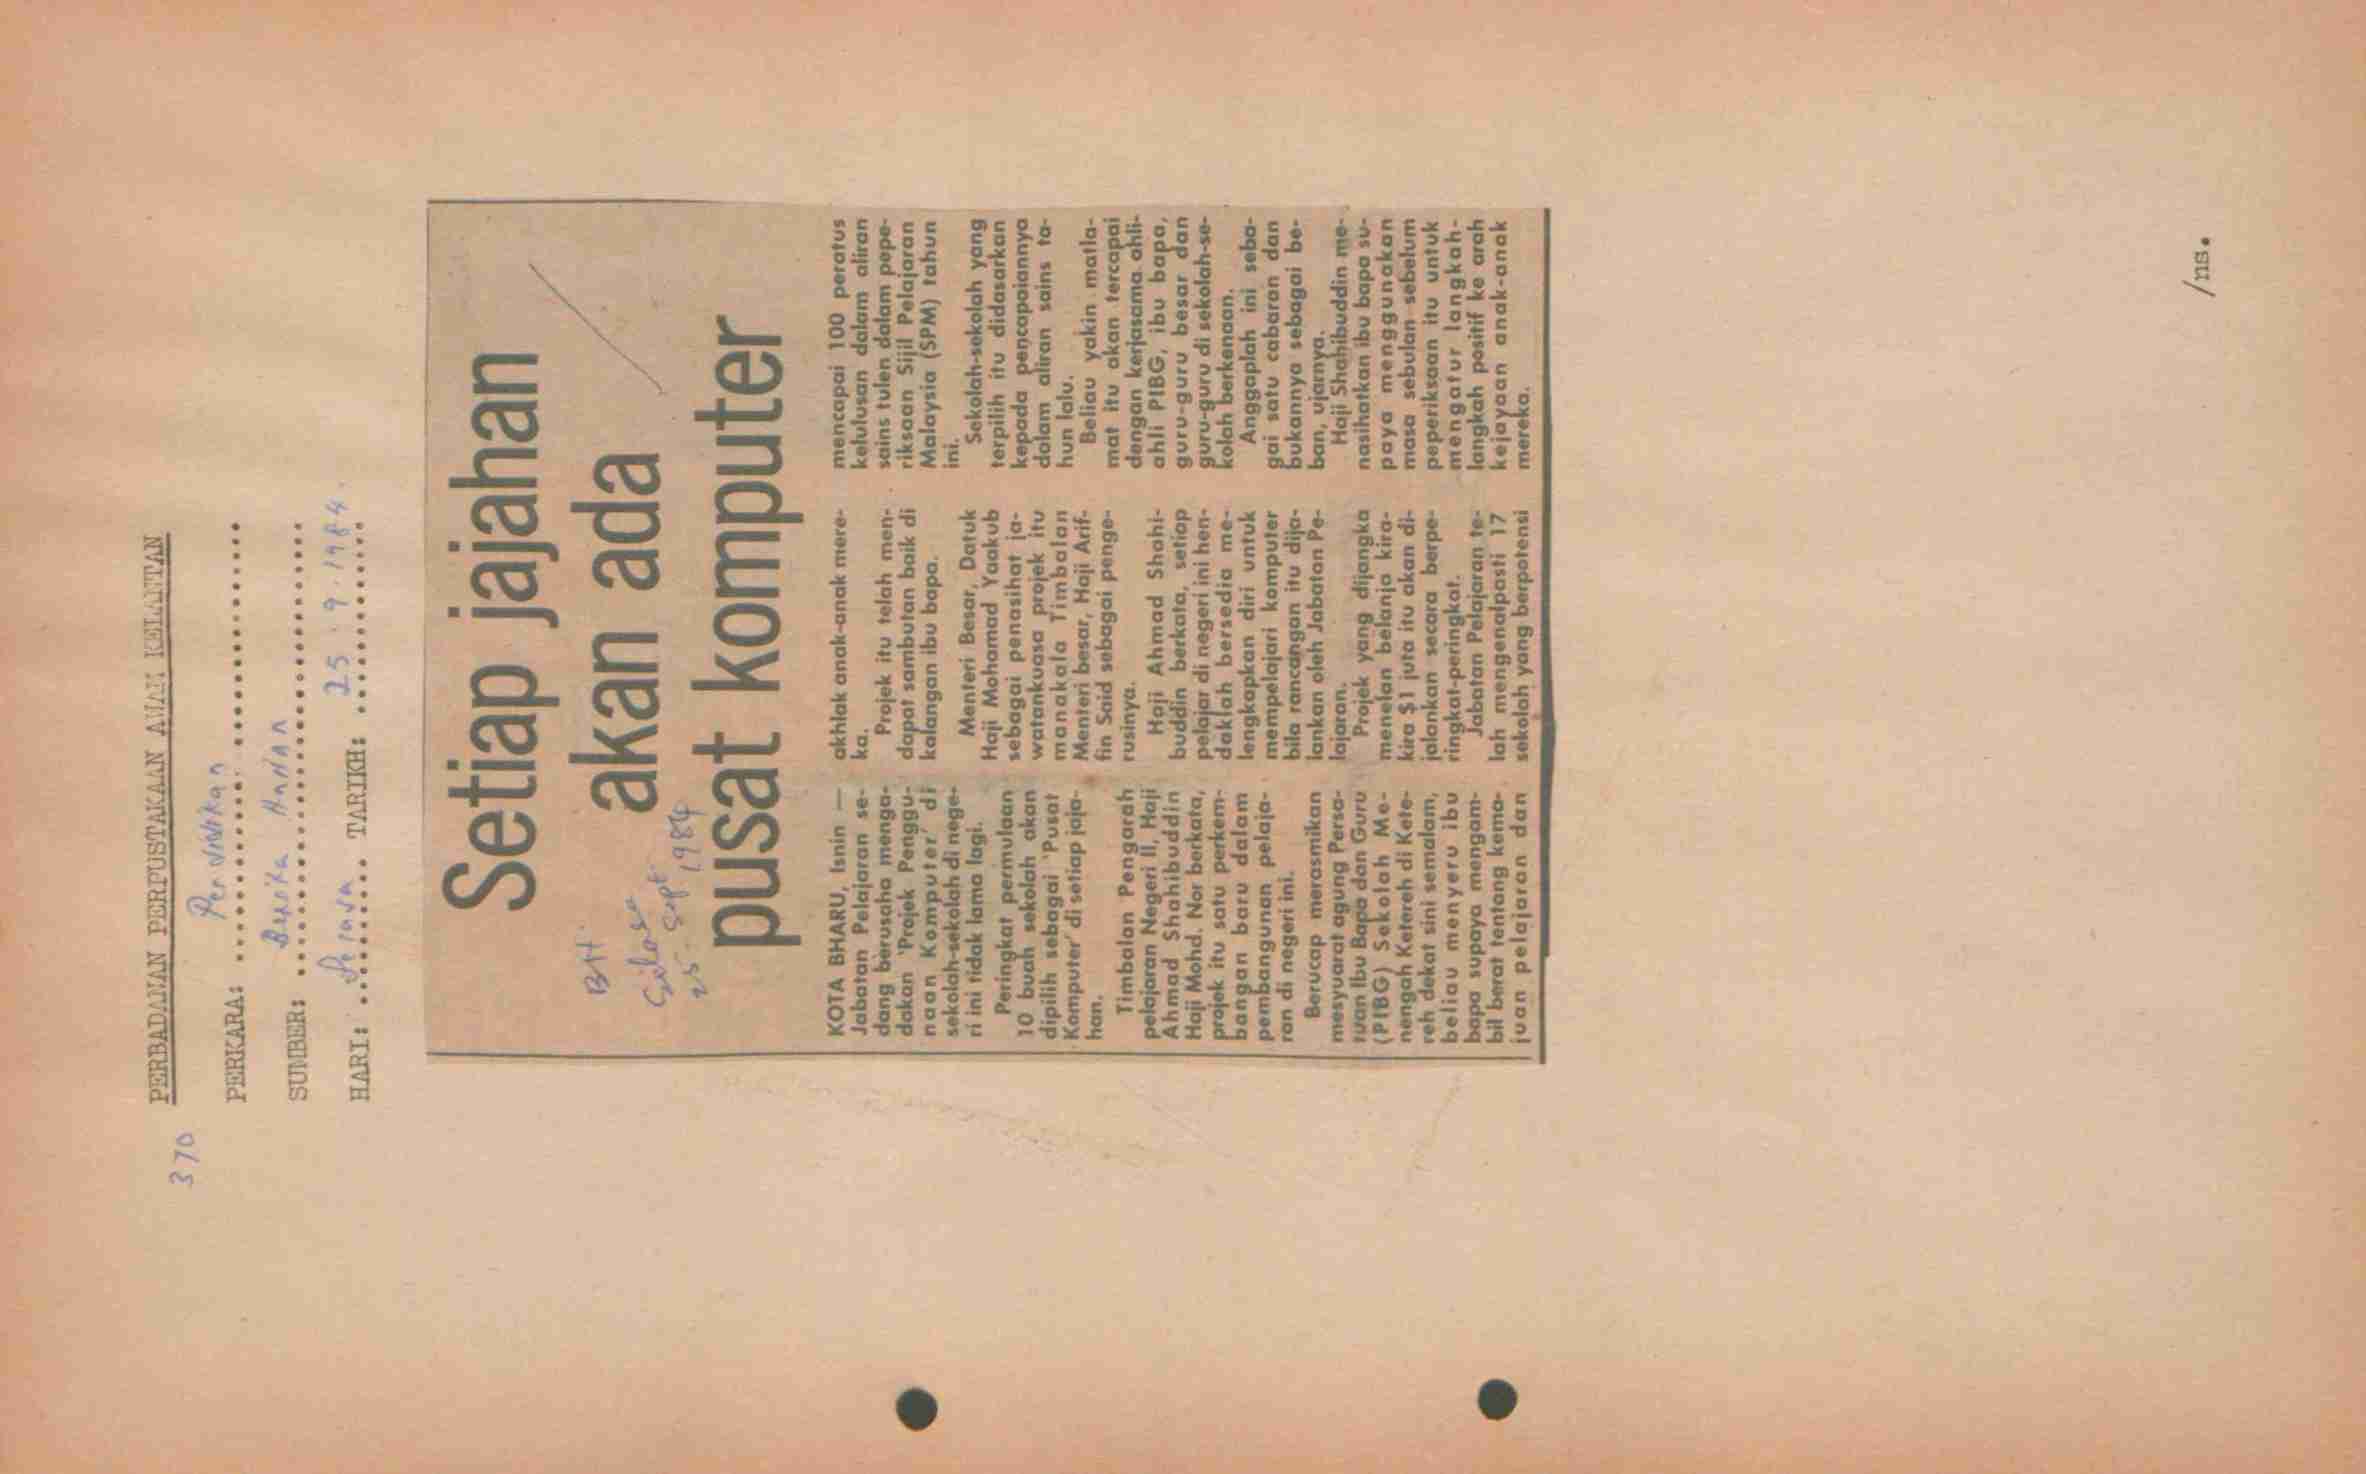 370
PERBADANAN PERPUSTAKAAN AWAM KELANTAN
PERKARA: Pendidikan
SUMBER: Berita Harian
HARI: Selasa TARIKH: 25.9.1984.
Setiap jajahan
akan ada
pusat komputer
BH.
Selasa
25 Sept 1984
KOTA BHARU, Isnin —
Jabatan Pelajaran se-
dang berusaha menga-
dakan 'Projek Penggu-
naan Komputer' di
sekolah-sekolah di nege-
ri ini tidak lama lagi.
Peringkat permulaan
10 buah sekolah akan
dipilih sebagai 'Pusat
Komputer' di setiap jaja-
han.
Timbalan Pengarah
pelajaran Negeri II, Haji
Ahmad Shahibuddin
Haji Mohd. Nor berkata,
projek itu satu perkem-
bangan baru dalam
pembangunan pelaja-
ran di negeri ini.
Berucap merasmikan
mesyuarat agung Persa-
tuan Ibu Bapa dan Guru
(PIBG) Sekolah Me-
nengah Ketereh di Kete-
reh dekat sini semalam,
beliau menyeru ibu
bapa supaya mengam-
bil berat tentang kema-
juan pelajaran dan
akhlak anak-anak mere-
ka.
Projek itu telah men-
dapat sambutan baik di
kalangan ibu bapa.
Menteri Besar, Datuk
Haji Mohamad Yaakub
sebagai penasihat ja-
watankuasa projek itu
manakala Timbalan
Menteri besar, Haji Arif-
fin Said sebagai penge-
rusinya.
Haji Ahmad Shahi-
buddin berkata, setiap
pelajar di negeri ini hen-
daklah bersedia me-
lengkapkan diri untuk
mempelajari komputer
bila rancangan itu dija-
lankan oleh Jabatan Pe-
lajaran.
Projek yang dijangka
menelan belanja kira-
kira $1 juta itu akan di-
jalankan secara berpe-
ringkat-peringkat.
Jabatan Pelajaran te-
lah mengenalpasti 17
sekolah yang berpotensi
mencapai 100 peratus
kelulusan dalam aliran
sains tulen dalam pepe-
riksaan Sijil Pelajaran
Malaysia (SPM) tahun
ini.
Sekolah-sekolah yang
terpilih itu didasarkan
kepada pencapaiannya
dalam aliran sains ta-
hun lalu.
Beliau yakin matla-
mat itu akan tercapai
dengan kerjasama ahli-
ahli PIBG, ibu bapa,
guru-guru besar dan
guru-guru di sekolah-se-
kolah berkenaan.
Anggaplah ini seba-
gai satu cabaran dan
bukannya sebagai be-
ban, ujarnya.
Haji Shahibuddin me-
nasihatkan ibu bapa su-
paya menggunakan
masa sebulan sebelum
peperiksaan itu untuk
mengatur langkah-
langkah positif ke arah
kejayaan anak-anak
mereka.
/ns.